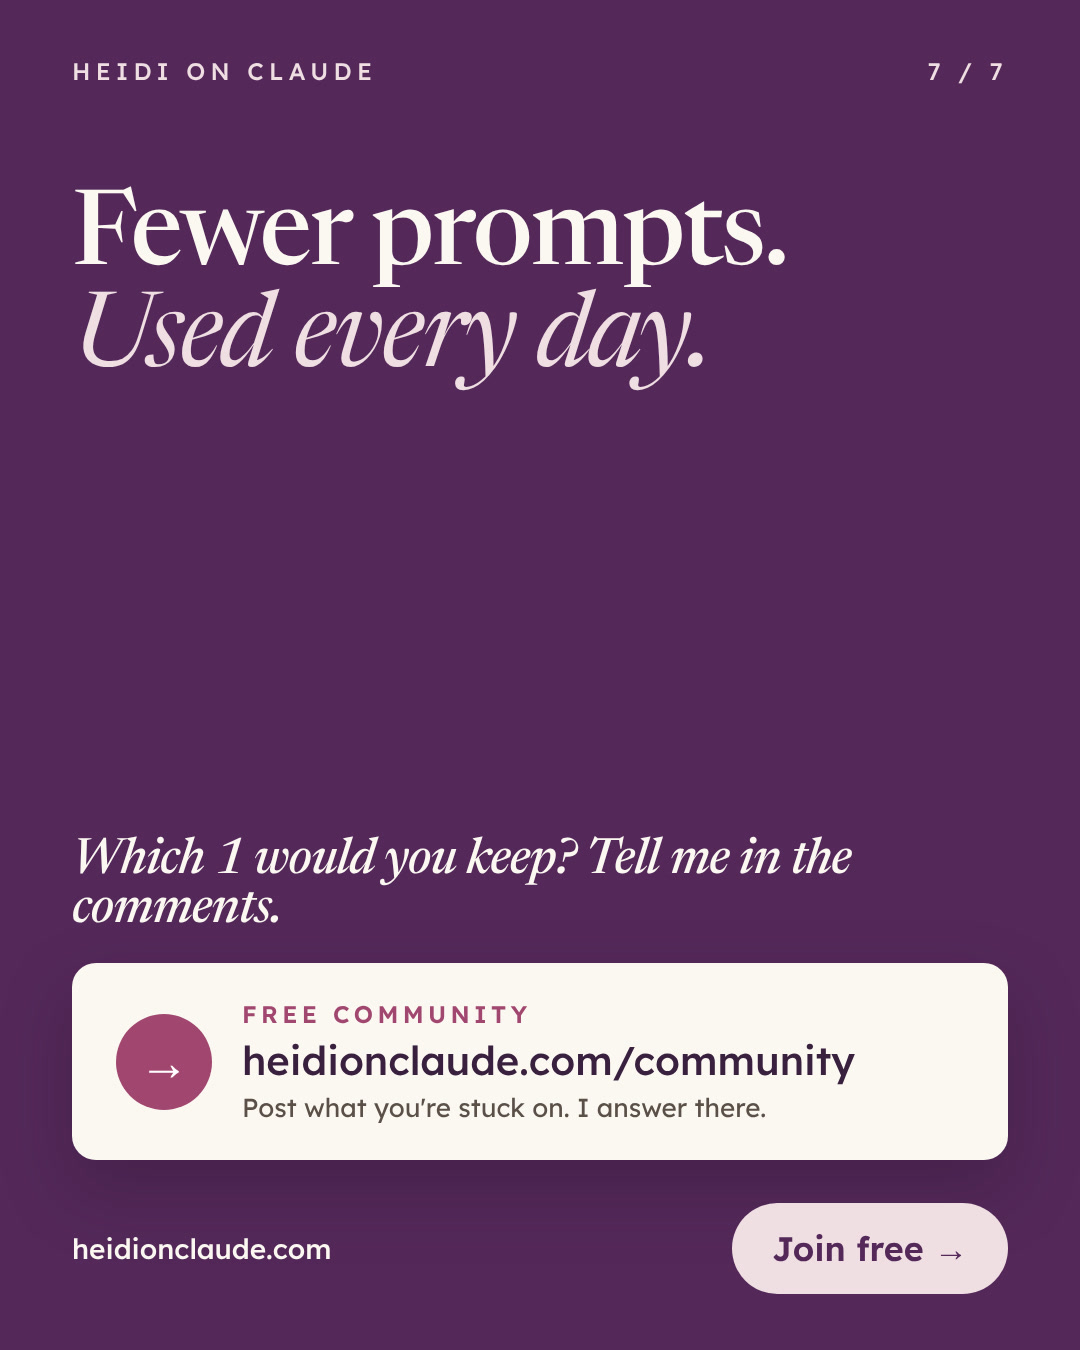 HEIDI ON CLAUDE
7 / 7
Fewer prompts.
Used every day.
Which 1 would you keep? Tell me in the
comments.
→
FREE COMMUNITY
heidionclaude.com/community
Post what you're stuck on. I answer there.
heidionclaude.com
Join free →